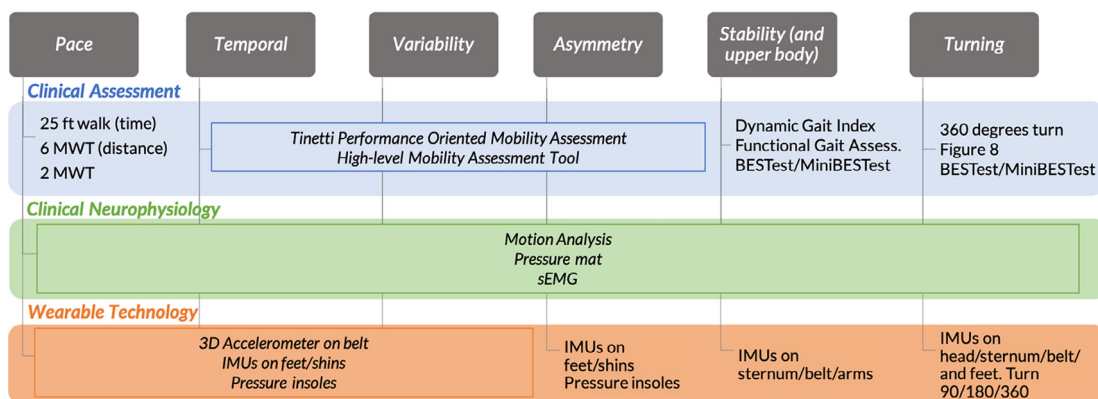 Pace
Temporal
Variability
Asymmetry
Stability (and
upper body)
Turning
Clinical Assessment
25 ft walk (time)
6 MWT (distance)
2 MWT
Tinetti Performance Oriented Mobility Assessment
High-level Mobility Assessment Tool
Dynamic Gait Index
Functional Gait Assess.
BESTest/MiniBESTest
360 degrees turn
Figure 8
BESTest/MiniBESTest
Clinical Neurophysiology
Motion Analysis
Pressure mat
sEMG
Wearable Technology
3D Accelerometer on belt
IMUs on feet/shins
Pressure insoles
IMUs on
feet/shins
Pressure insoles
IMUs on
sternum/belt/arms
IMUs on
head/sternum/belt/
and feet. Turn
90/180/360